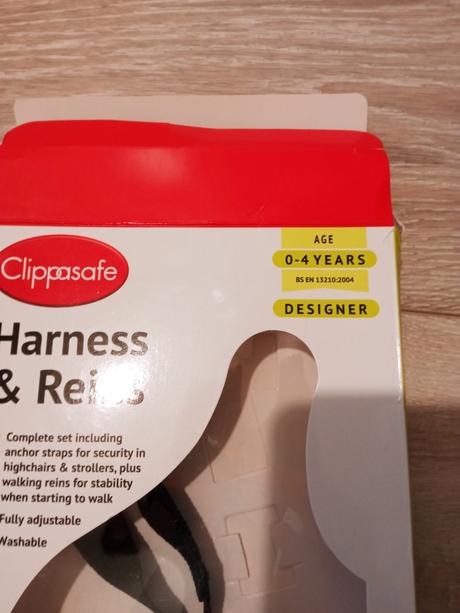 Clippasafe
AGE
0-4 YEARS
BS EN 13210:2004
DESIGNER
Harness
& Reins
Complete set including
anchor straps for security in
highchairs & strollers, plus
walking reins for stability
when starting to walk
Fully adjustable
Washable